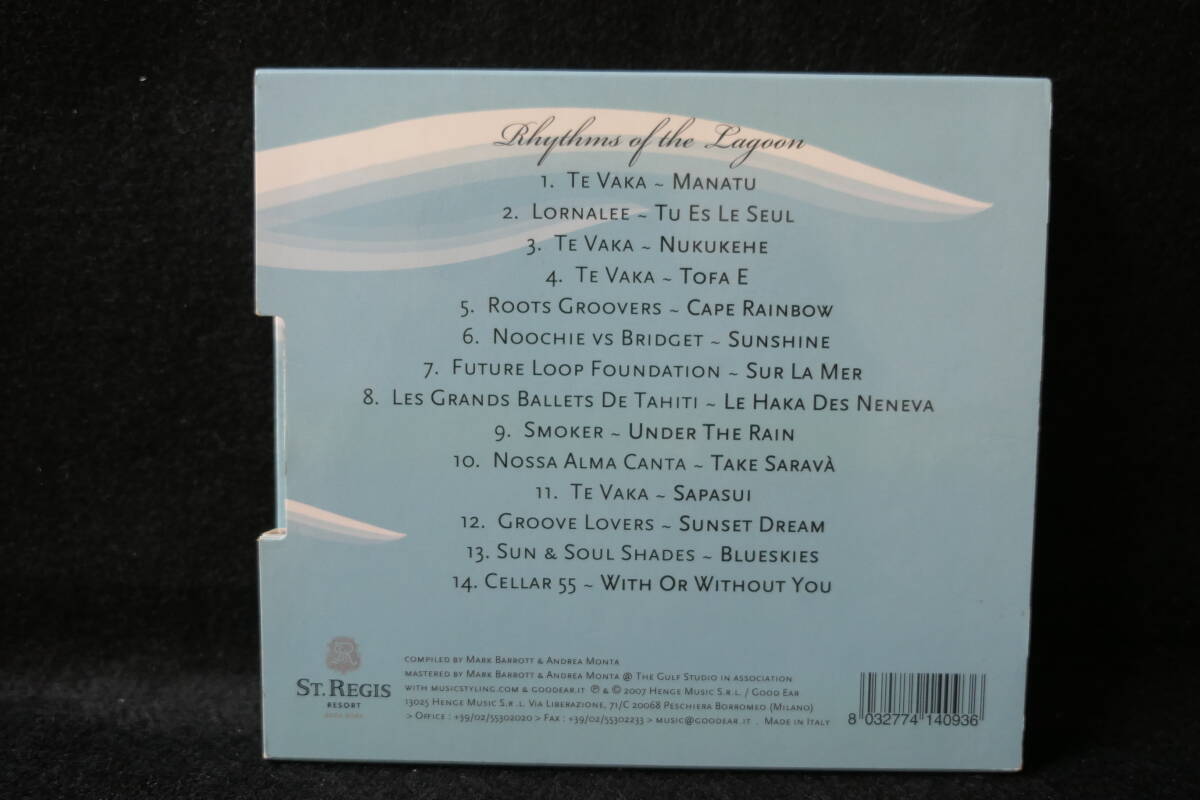 Rhythms of the Lagoon
1. Te Vaka ~ Manatu
2. Lornalee ~ Tu Es Le Seul
3. Te Vaka ~ Nukukehe
4. Te Vaka ~ Tofa E
5. Roots Groovers ~ Cape Rainbow
6. Noochie vs Bridget ~ Sunshine
7. Future Loop Foundation ~ Sur La Mer
8. Les Grands Ballets De Tahiti ~ Le Haka Des Neneva
9. Smoker ~ Under The Rain
10. Nossa Alma Canta ~ Take Saravà
11. Te Vaka ~ Sapasui
12. Groove Lovers ~ Sunset Dream
13. Sun & Soul Shades ~ Blueskies
14. Cellar 55 ~ With Or Without You
St. Regis
Resort
Bora Bora
compiled by Mark Barrott & Andrea Monta
mastered by Mark Barrott & Andrea Monta @ The Gulf Studio in association
with musicstyling.com & goodear.it ℗ & © 2007 Henge Music S.r.l. / Good Ear
13025 Henge Music S.r.l. Via Liberazione, 71/C 20068 Peschiera Borromeo (Milano)
> Office : +39/02/55302020 > Fax : +39/02/55302233 > music@goodear.it . Made in Italy
8 032774 140936